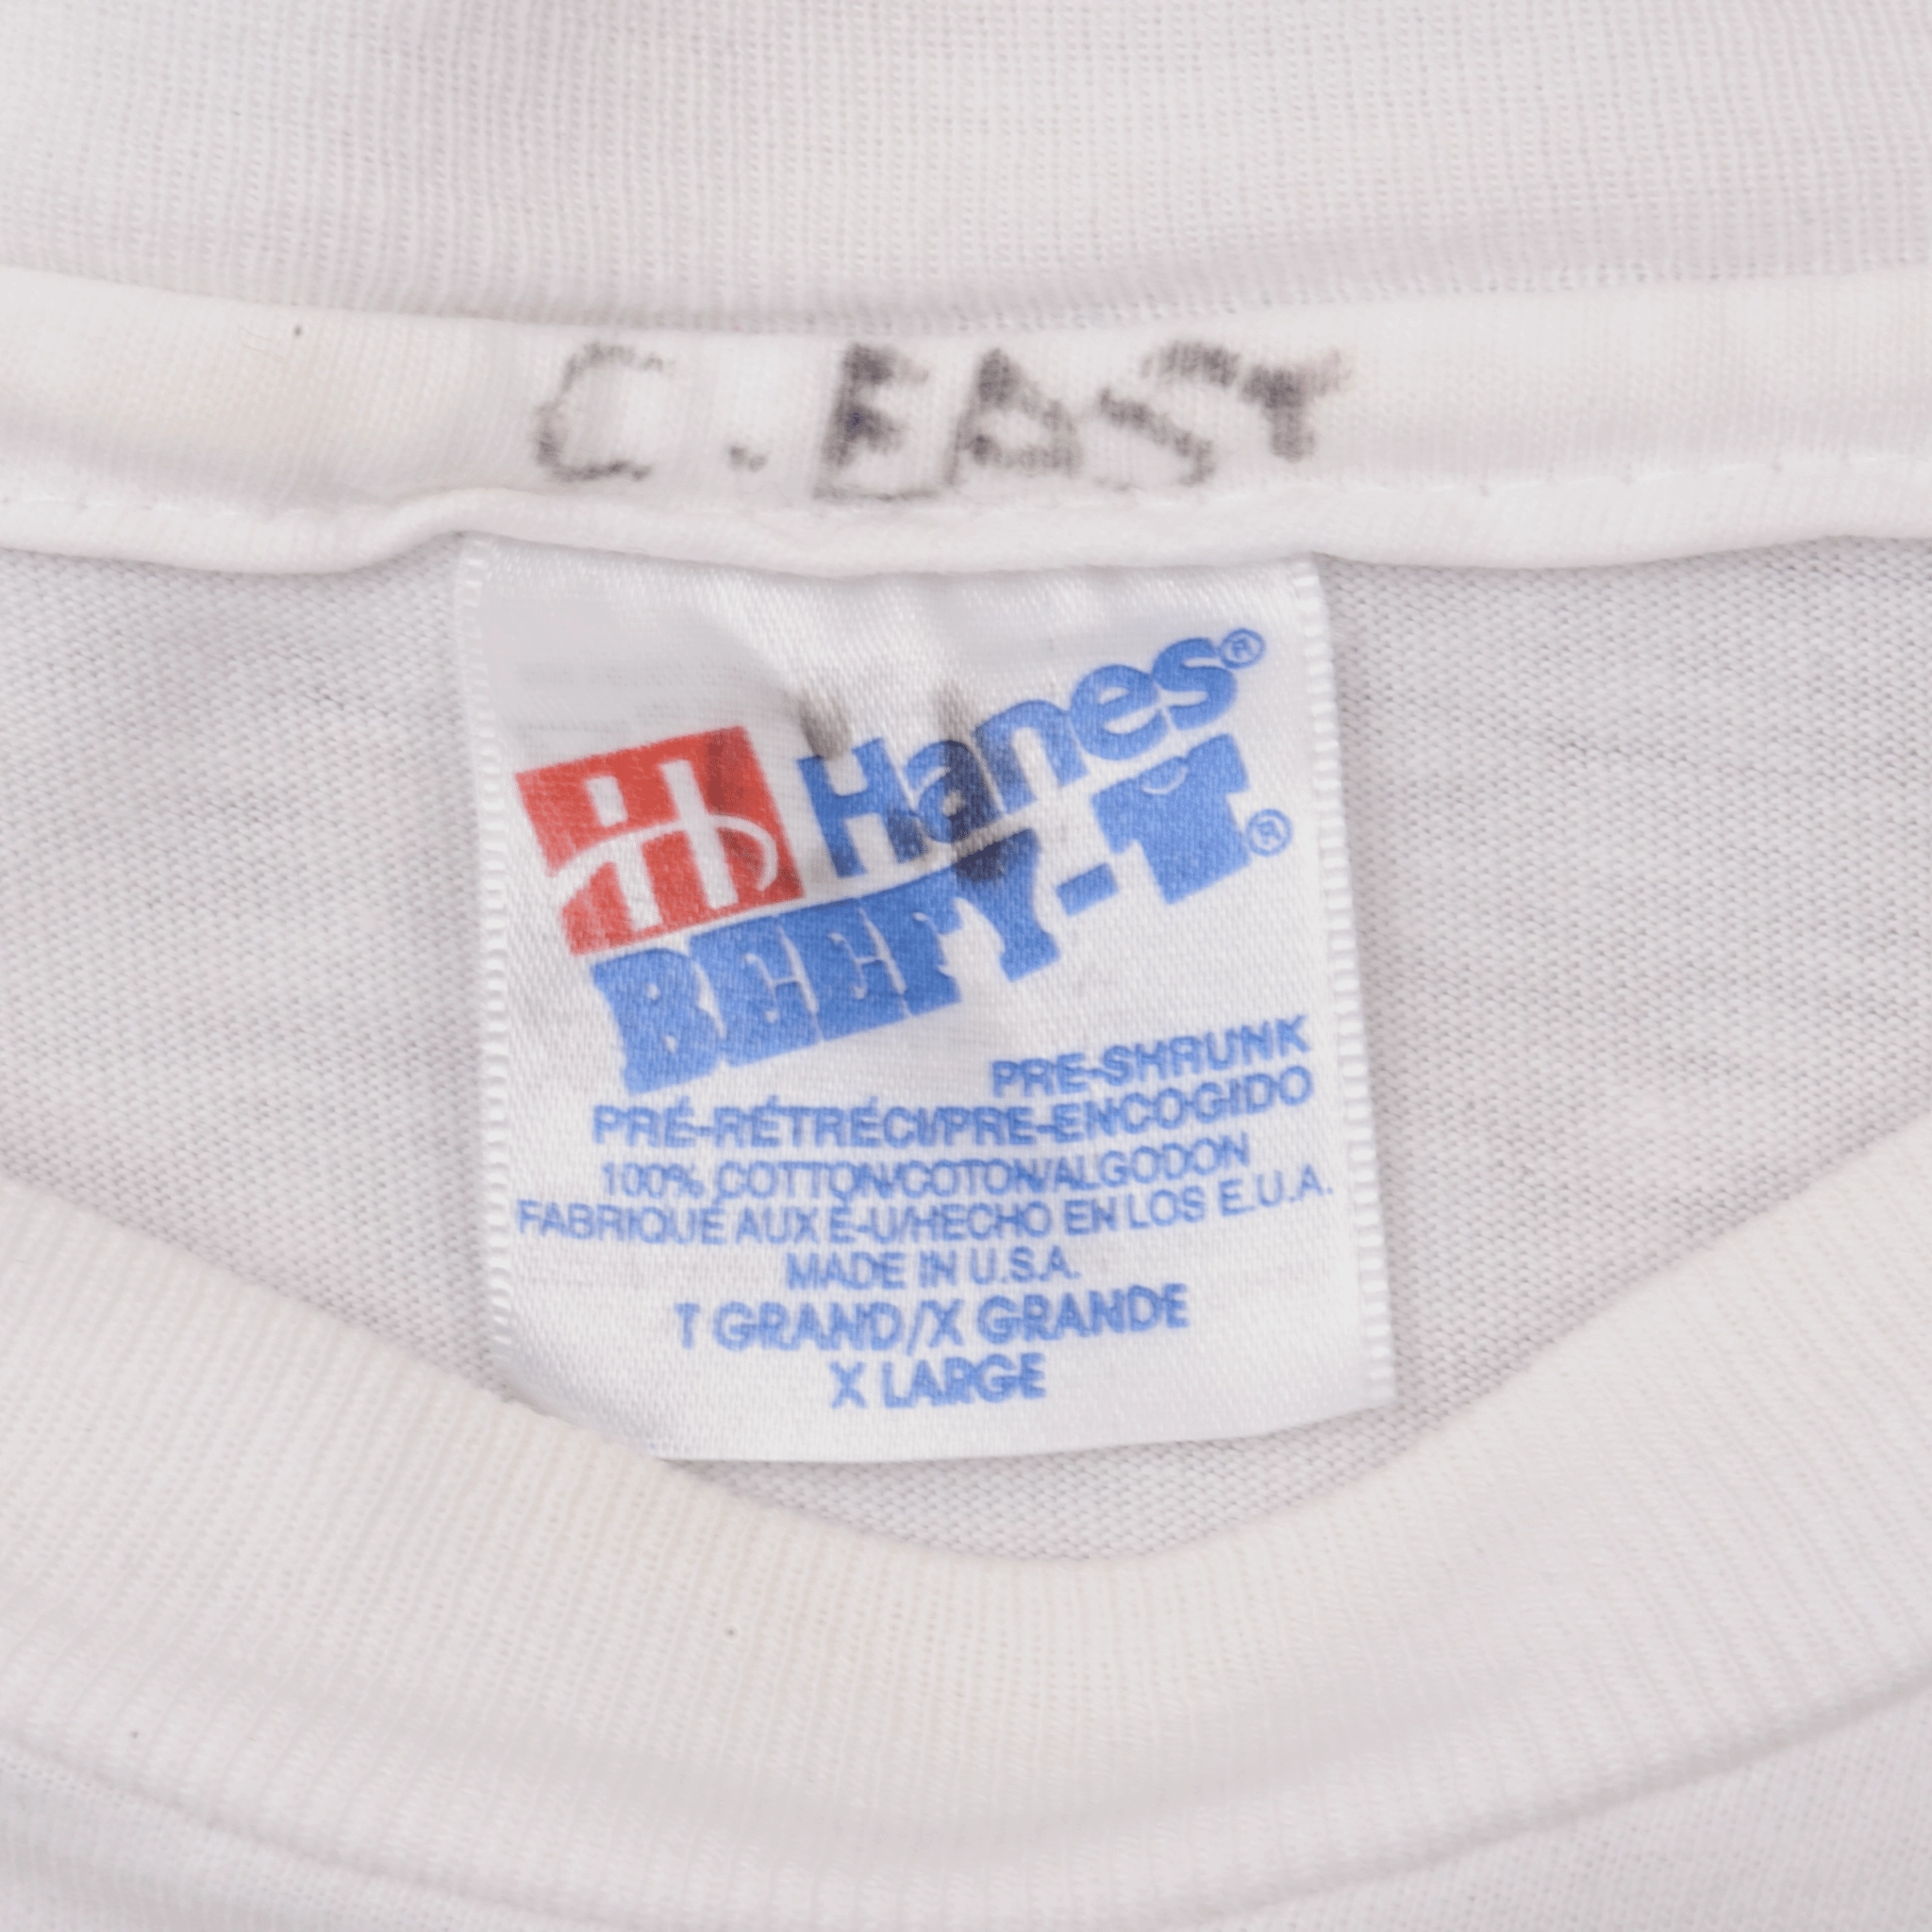 C. EASY
Hanes®
BEEFY-T®
PRE-SHRUNK
PRÉ-RÉTRÉCI/PRE-ENCOGIDO
100% COTTON/COTON/ALGODON
FABRIQUÉ AUX É-U/HECHO EN LOS E.U.A.
MADE IN U.S.A.
T GRAND/X GRANDE
X LARGE